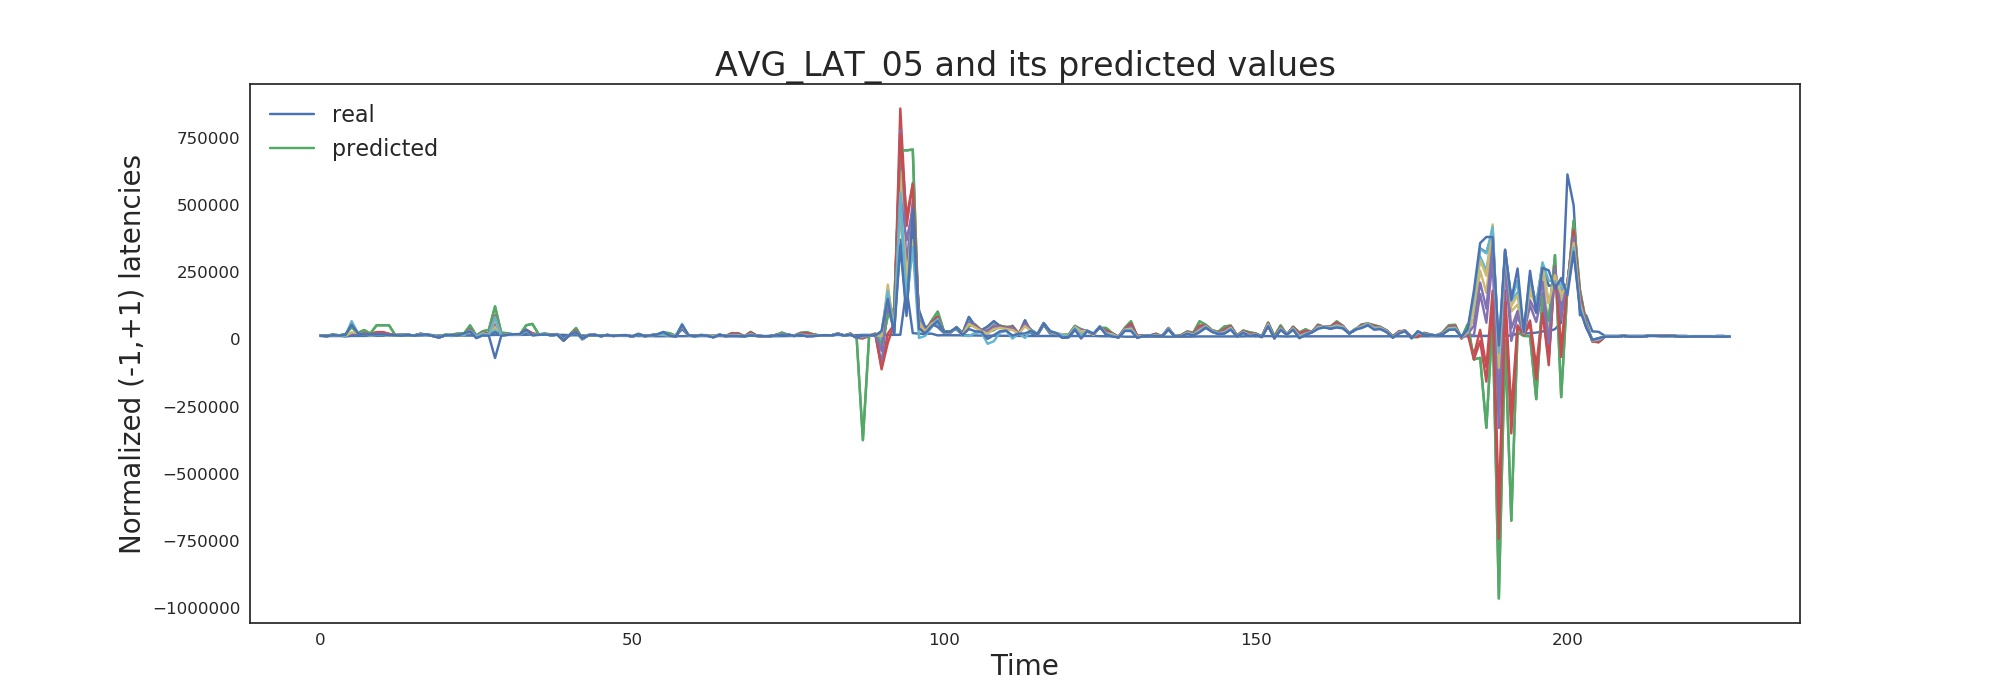 AVG_LAT_05 and its predicted values
real
predicted
Normalized (-1,+1) latencies
750000
500000
250000
0
−250000
−500000
−750000
−1000000
0
50
100
150
200
Time